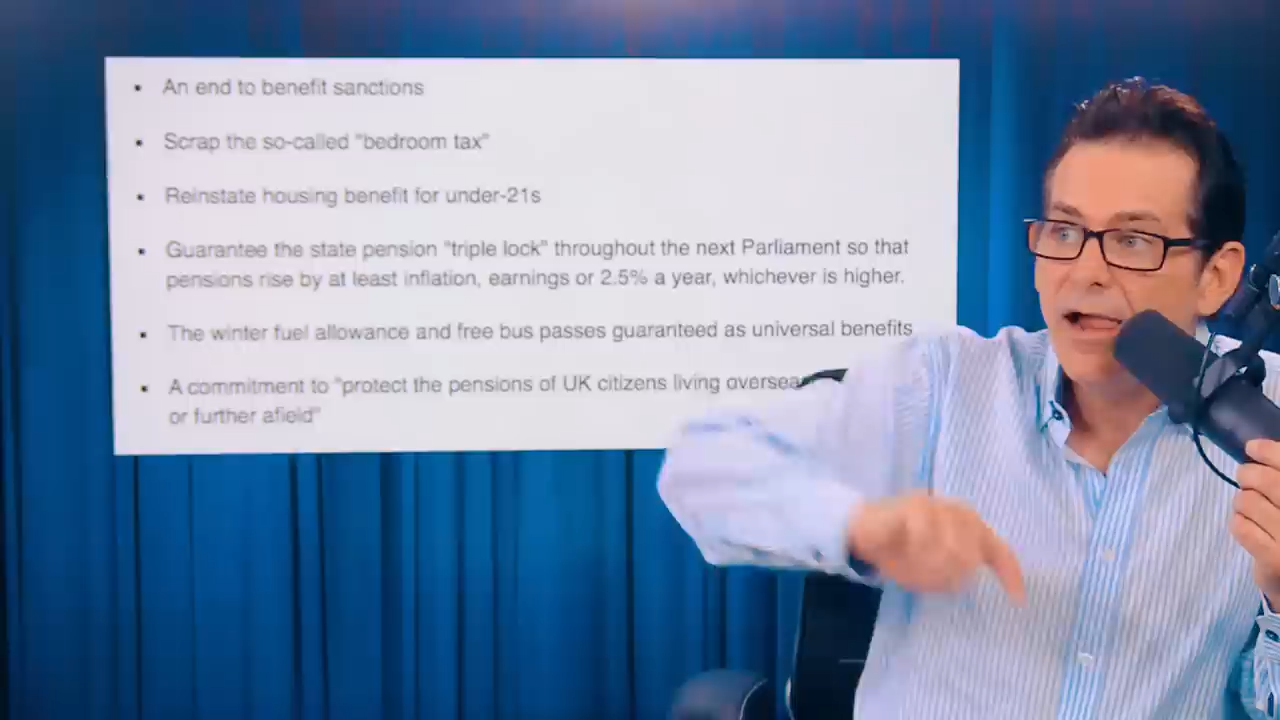 An end to benefit sanctions
Scrap the so-called "bedroom tax"
Reinstate housing benefit for under-21s
Guarantee the state pension "triple lock" throughout the next Parliament so that
pensions rise by at least inflation, earnings or 2.5% a year, whichever is higher.
The winter fuel allowance and free bus passes guaranteed as universal benefits
A commitment to "protect the pensions of UK citizens living oversea
or further afield"